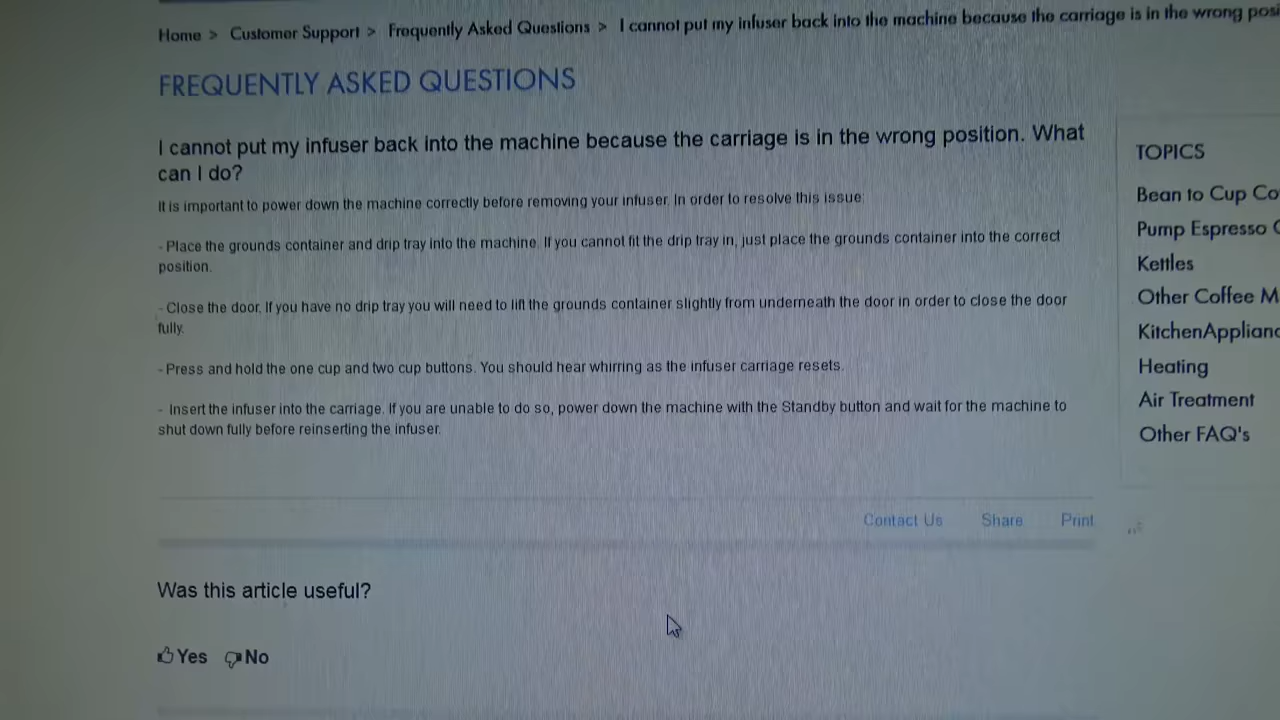 Home > Customer Support > Frequently Asked Questions > I cannot put my infuser back into the machine because the carriage is in the wrong posi
FREQUENTLY ASKED QUESTIONS
I cannot put my infuser back into the machine because the carriage is in the wrong position. What
can I do?
It is important to power down the machine correctly before removing your infuser. In order to resolve this issue:
- Place the grounds container and drip tray into the machine. If you cannot fit the drip tray in, just place the grounds container into the correct
position.
- Close the door. If you have no drip tray you will need to lift the grounds container slightly from underneath the door in order to close the door
fully.
- Press and hold the one cup and two cup buttons. You should hear whirring as the infuser carriage resets.
- Insert the infuser into the carriage. If you are unable to do so, power down the machine with the Standby button and wait for the machine to
shut down fully before reinserting the infuser.
Contact Us Share Print
Was this article useful?
Yes No
TOPICS
Bean to Cup Co
Pump Espresso C
Kettles
Other Coffee M
KitchenApplianc
Heating
Air Treatment
Other FAQ's